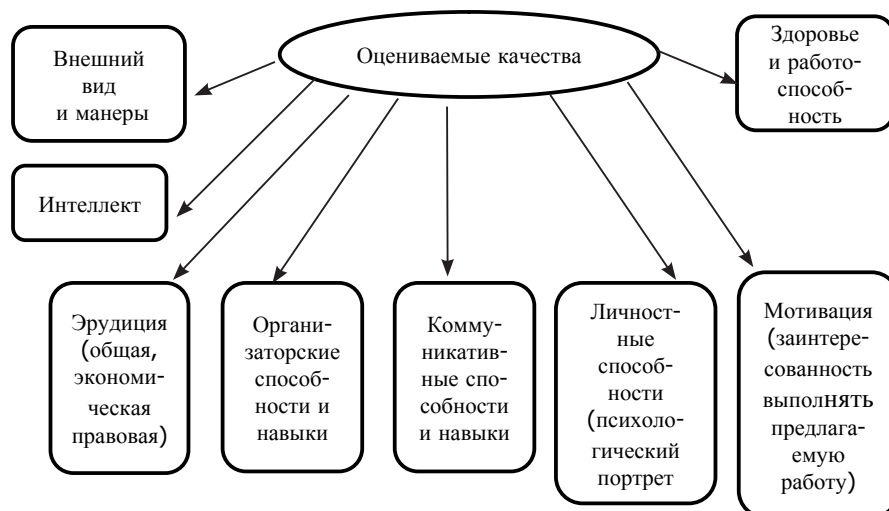 Оцениваемые качества
Внешний
вид
и манеры
Здоровье
и работо-
способ-
ность
Интеллект
Эрудиция
(общая,
экономи-
ческая
правовая)
Органи-
заторские
способ-
ности и
навыки
Комму-
никатив-
ные спо-
собности
и навыки
Личност-
ные
способ-
ности
(психоло-
гический
портрет
Мотивация
(заинтере-
сованность
выполнять
предлага-
емую
работу)